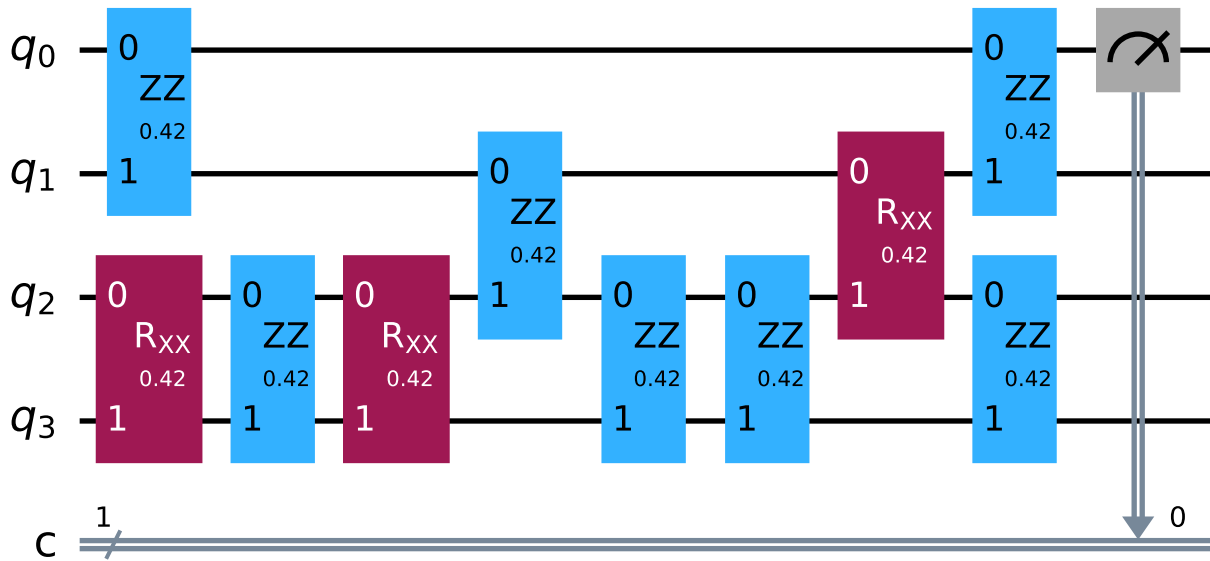 q0 0 0
ZZ ZZ
0.42 0.42
q1 1 0 0 1
ZZ RXX
0.42 0.42
q2 0 0 0 1 0 0 1 0
RXX ZZ RXX ZZ ZZ ZZ
0.42 0.42 0.42 0.42 0.42 0.42
q3 1 1 1 1 1 1
1 0
c